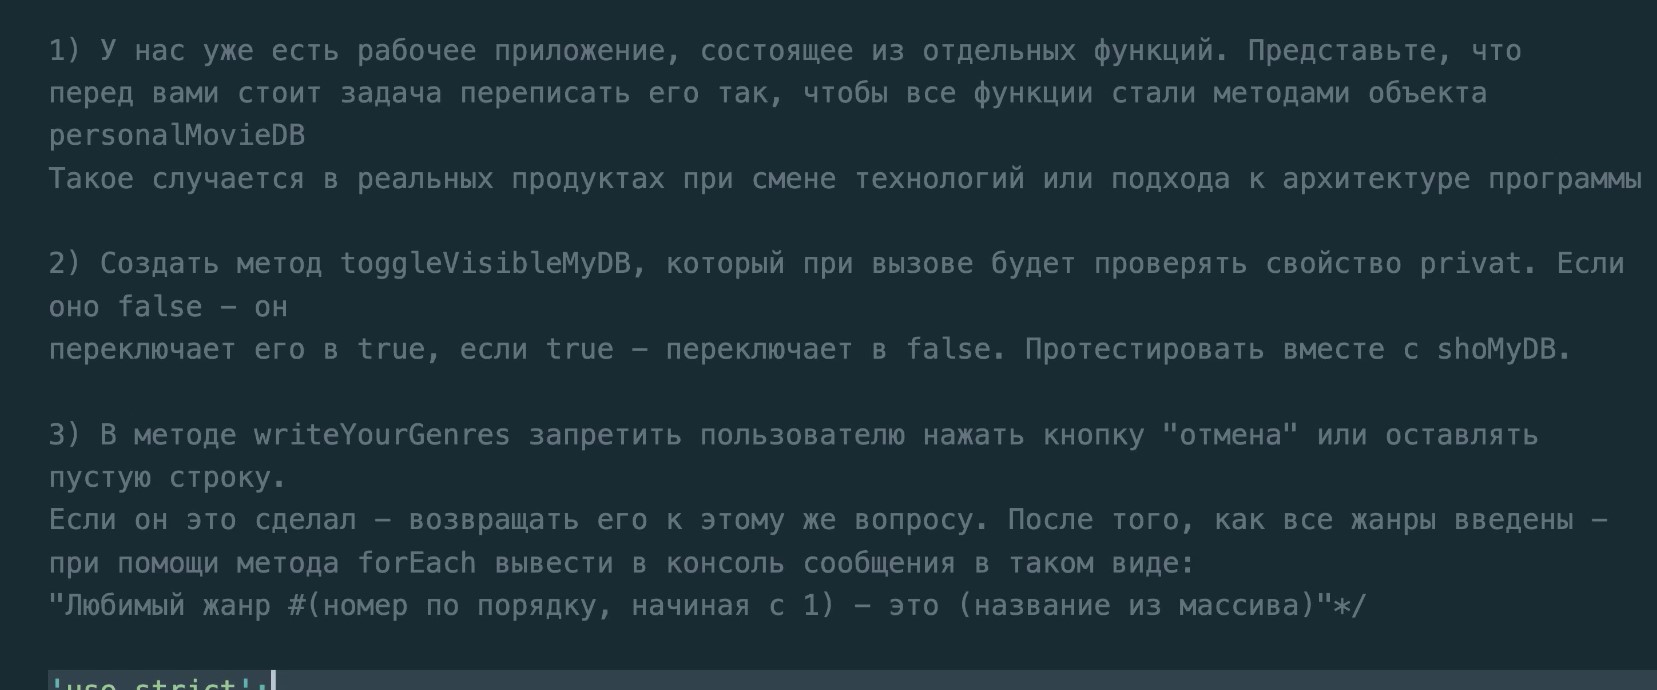 1) У нас уже есть рабочее приложение, состоящее из отдельных функций. Представьте, что
перед вами стоит задача переписать его так, чтобы все функции стали методами объекта
personalMovieDB
Такое случается в реальных продуктах при смене технологий или подхода к архитектуре программы
2) Создать метод toggleVisibleMyDB, который при вызове будет проверять свойство privat. Если
оно false – он
переключает его в true, если true – переключает в false. Протестировать вместе с shoMyDB.
3) В методе writeYourGenres запретить пользователю нажать кнопку "отмена" или оставлять
пустую строку.
Если он это сделал – возвращать его к этому же вопросу. После того, как все жанры введены –
при помощи метода forEach вывести в консоль сообщения в таком виде:
"Любимый жанр #(номер по порядку, начиная с 1) – это (название из массива)"*/
'use strict';